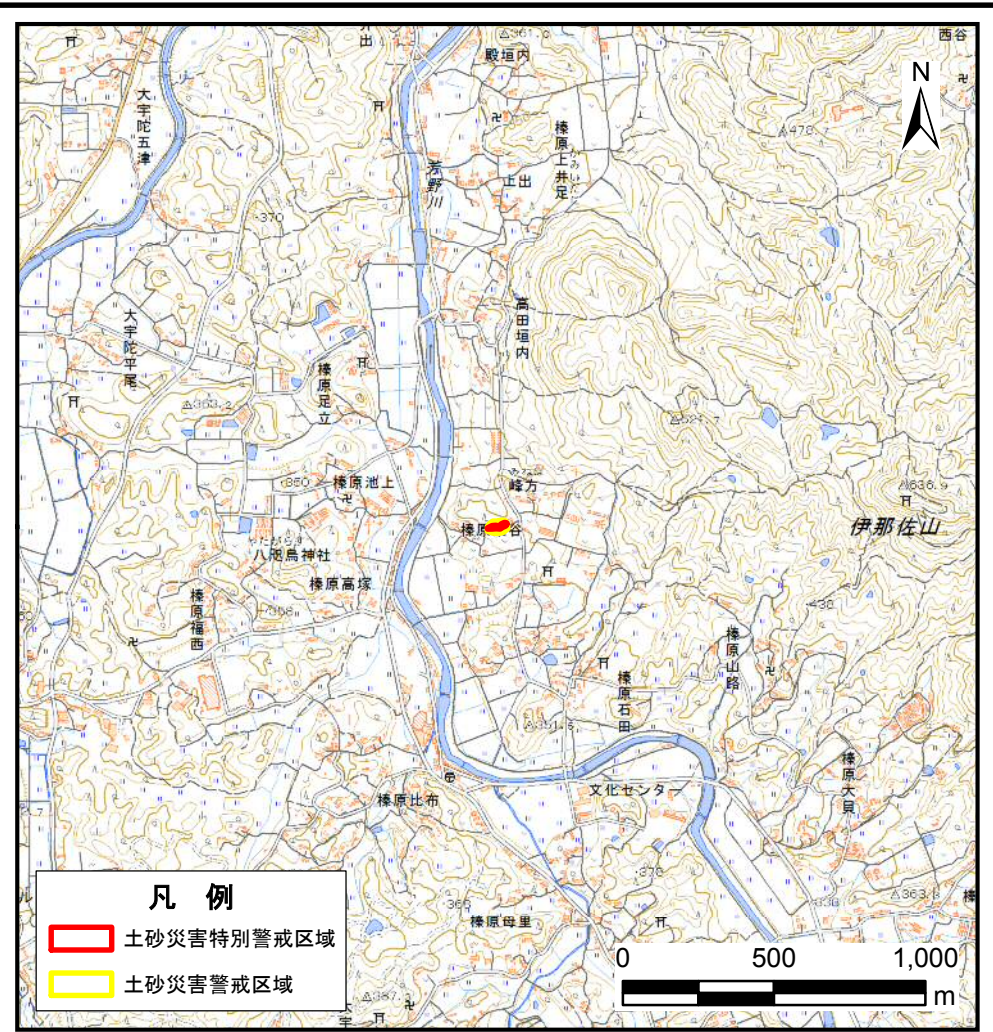 西谷
殿垣内
N
大宇陀五津
榛原上井足
芳野川
上出
・370
高田垣内
大宇陀平尾
榛原足立
△363.2
榛原池上
峰方
伊那佐山
八咫烏神社
榛原高塚
榛原福西
榛原山路
榛原石田
文化センター
榛原大貝
榛原比布
榛原母里
凡 例
土砂災害特別警戒区域
土砂災害警戒区域
0 500 1,000
m